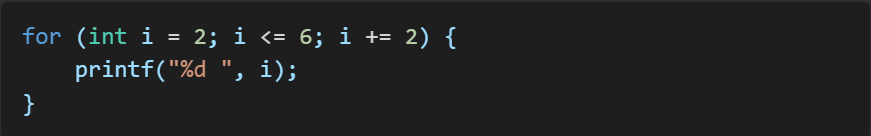 for (int i = 2; i <= 6; i += 2) {
    printf("%d ", i);
}